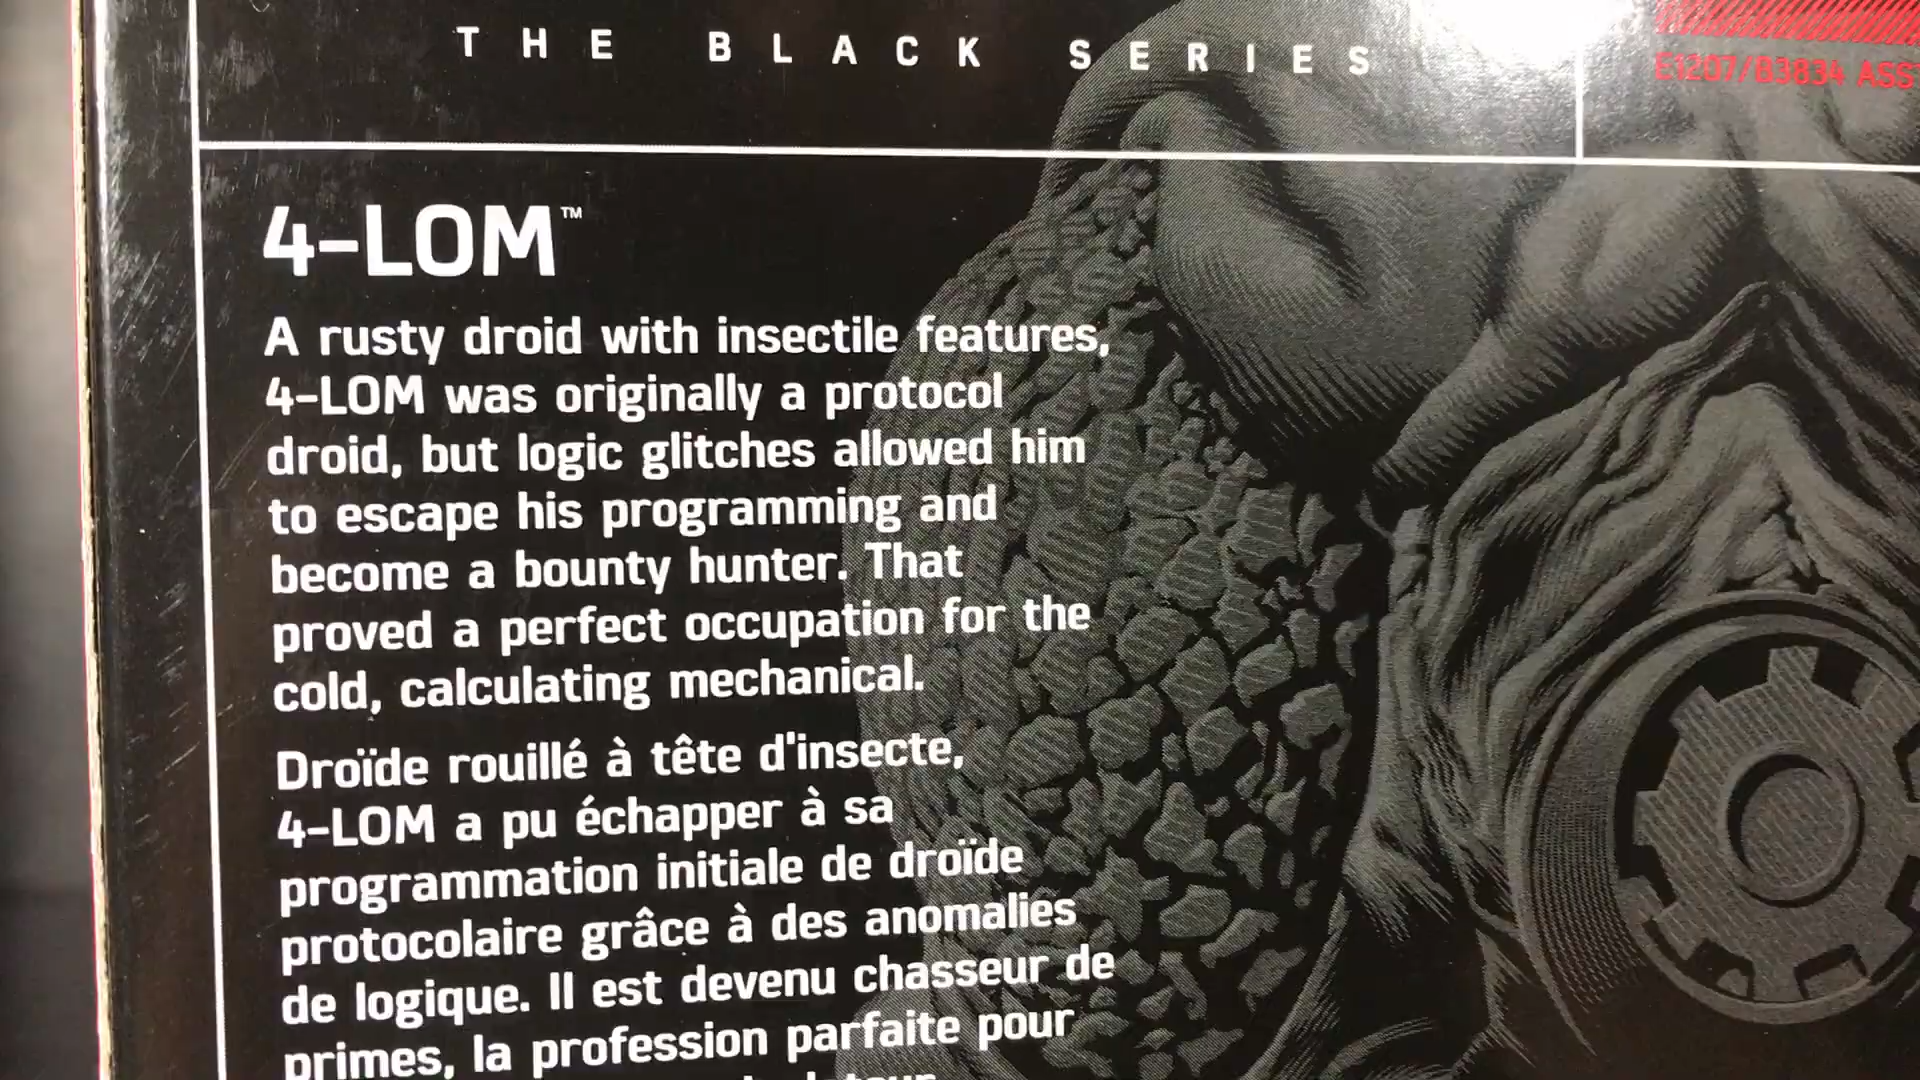 THE BLACK SERIES
E1207/B3834 ASST
4-LOM™
A rusty droid with insectile features,
4-LOM was originally a protocol
droid, but logic glitches allowed him
to escape his programming and
become a bounty hunter. That
proved a perfect occupation for the
cold, calculating mechanical.
Droïde rouillé à tête d'insecte,
4-LOM a pu échapper à sa
programmation initiale de droïde
protocolaire grâce à des anomalies
de logique. Il est devenu chasseur de
primes, la profession parfaite pour